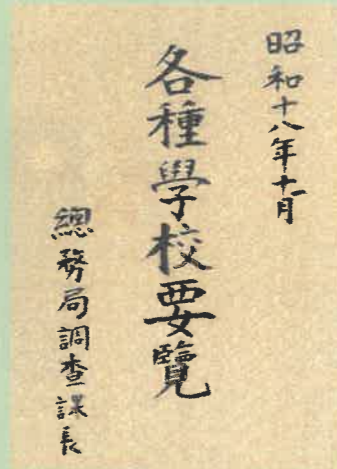 昭和十八年十一月
各種學校要覽
總務局調査課長